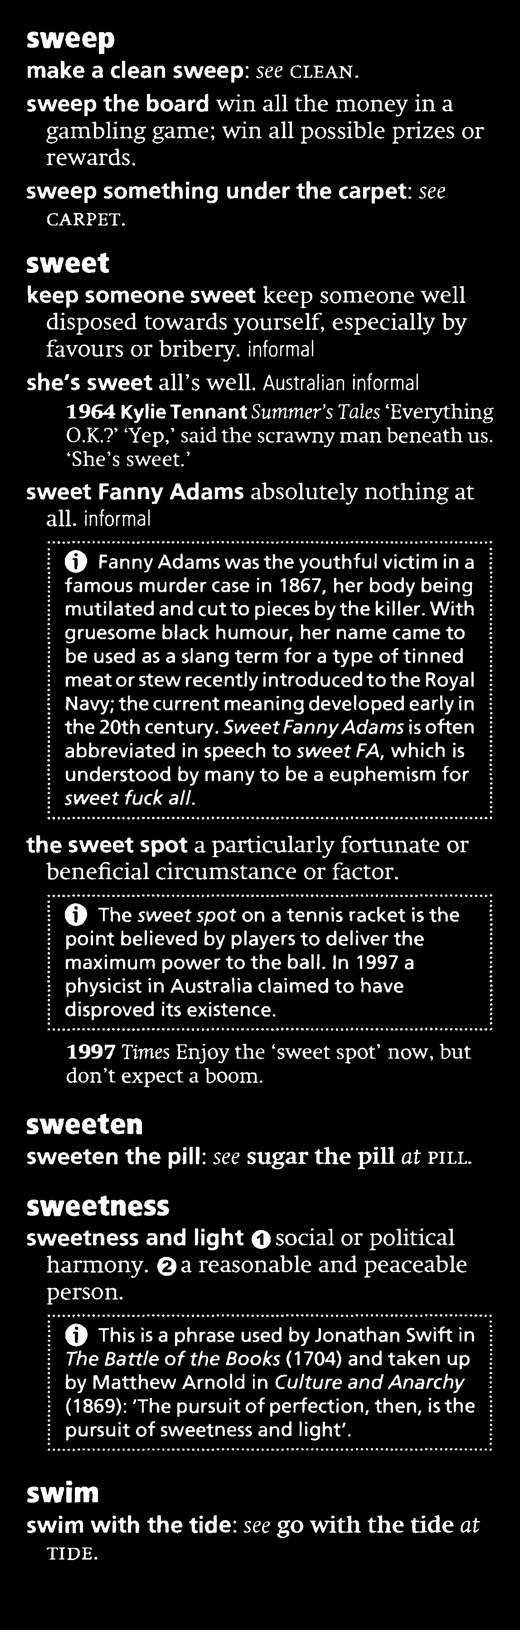 sweep
make a clean sweep: see CLEAN.
sweep the board win all the money in a
gambling game; win all possible prizes or
rewards.
sweep something under the carpet: see
CARPET.
sweet
keep someone sweet keep someone well
disposed towards yourself, especially by
favours or bribery. informal
she's sweet all's well. Australian informal
1964 Kylie Tennant Summer's Tales ‘Everything
O.K.?’ ‘Yep,’ said the scrawny man beneath us.
‘She's sweet.’
sweet Fanny Adams absolutely nothing at
all. informal
i Fanny Adams was the youthful victim in a
famous murder case in 1867, her body being
mutilated and cut to pieces by the killer. With
gruesome black humour, her name came to
be used as a slang term for a type of tinned
meat or stew recently introduced to the Royal
Navy; the current meaning developed early in
the 20th century. Sweet Fanny Adams is often
abbreviated in speech to sweet FA, which is
understood by many to be a euphemism for
sweet fuck all.
the sweet spot a particularly fortunate or
beneficial circumstance or factor.
i The sweet spot on a tennis racket is the
point believed by players to deliver the
maximum power to the ball. In 1997 a
physicist in Australia claimed to have
disproved its existence.
1997 Times Enjoy the ‘sweet spot’ now, but
don't expect a boom.
sweeten
sweeten the pill: see sugar the pill at PILL.
sweetness
sweetness and light ❶ social or political
harmony. ❷ a reasonable and peaceable
person.
i This is a phrase used by Jonathan Swift in
The Battle of the Books (1704) and taken up
by Matthew Arnold in Culture and Anarchy
(1869): ‘The pursuit of perfection, then, is the
pursuit of sweetness and light’.
swim
swim with the tide: see go with the tide at
TIDE.